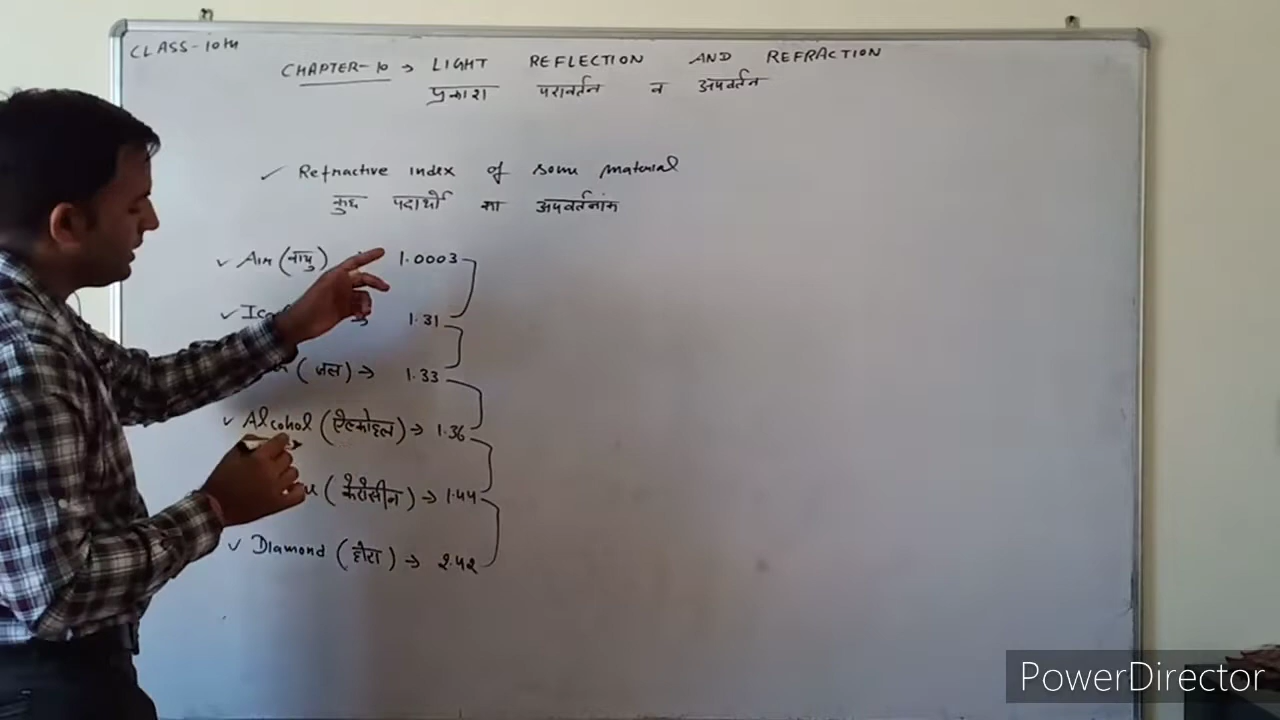 CLASS-10th
CHAPTER-10 → LIGHT REFLECTION AND REFRACTION
प्रकाश परावर्तन व अपवर्तन
✓ Refractive index of some material
कुछ पदार्थो का अपवर्तनांक
✓ Air (वायु) 1.0003
✓ Ice → 1.31
(जल) → 1.33
✓ Alcohol (ऐल्कोहल) → 1.36
(केरोसीन) → 1.44
✓ Diamond (हीरा) → 2.42
PowerDirector